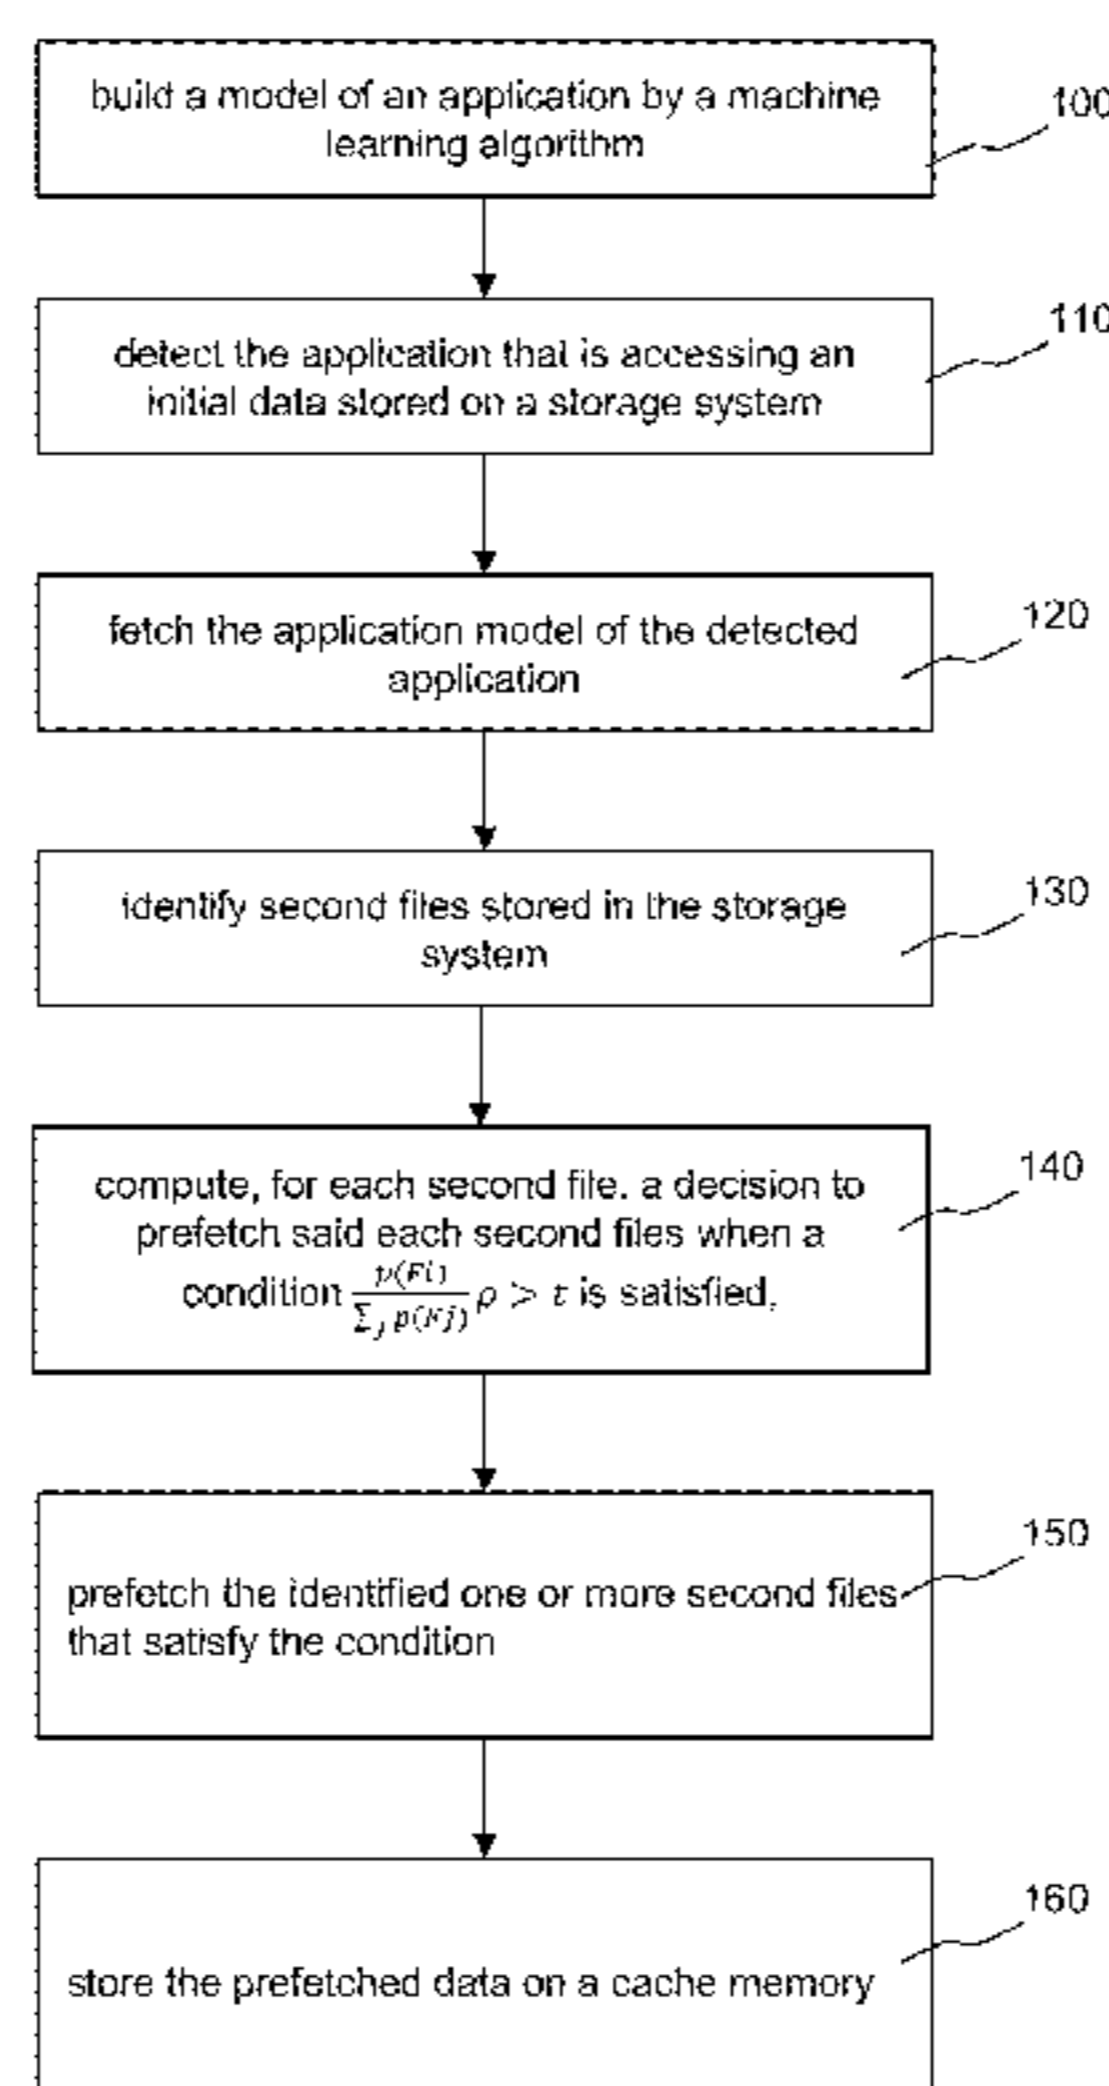 build a model of an application by a machine
learning algorithm
100
detect the application that is accessing an
initial data stored on a storage system
110
fetch the application model of the detected
application
120
identify second files stored in the storage
system
130
compute, for each second file. a decision to
prefetch said each second files when a
condition p(Fi) / Σj p(Fj) ρ > t is satisfied,
140
prefetch the identified one or more second files
that satisfy the condition
150
store the prefetched data on a cache memory
160